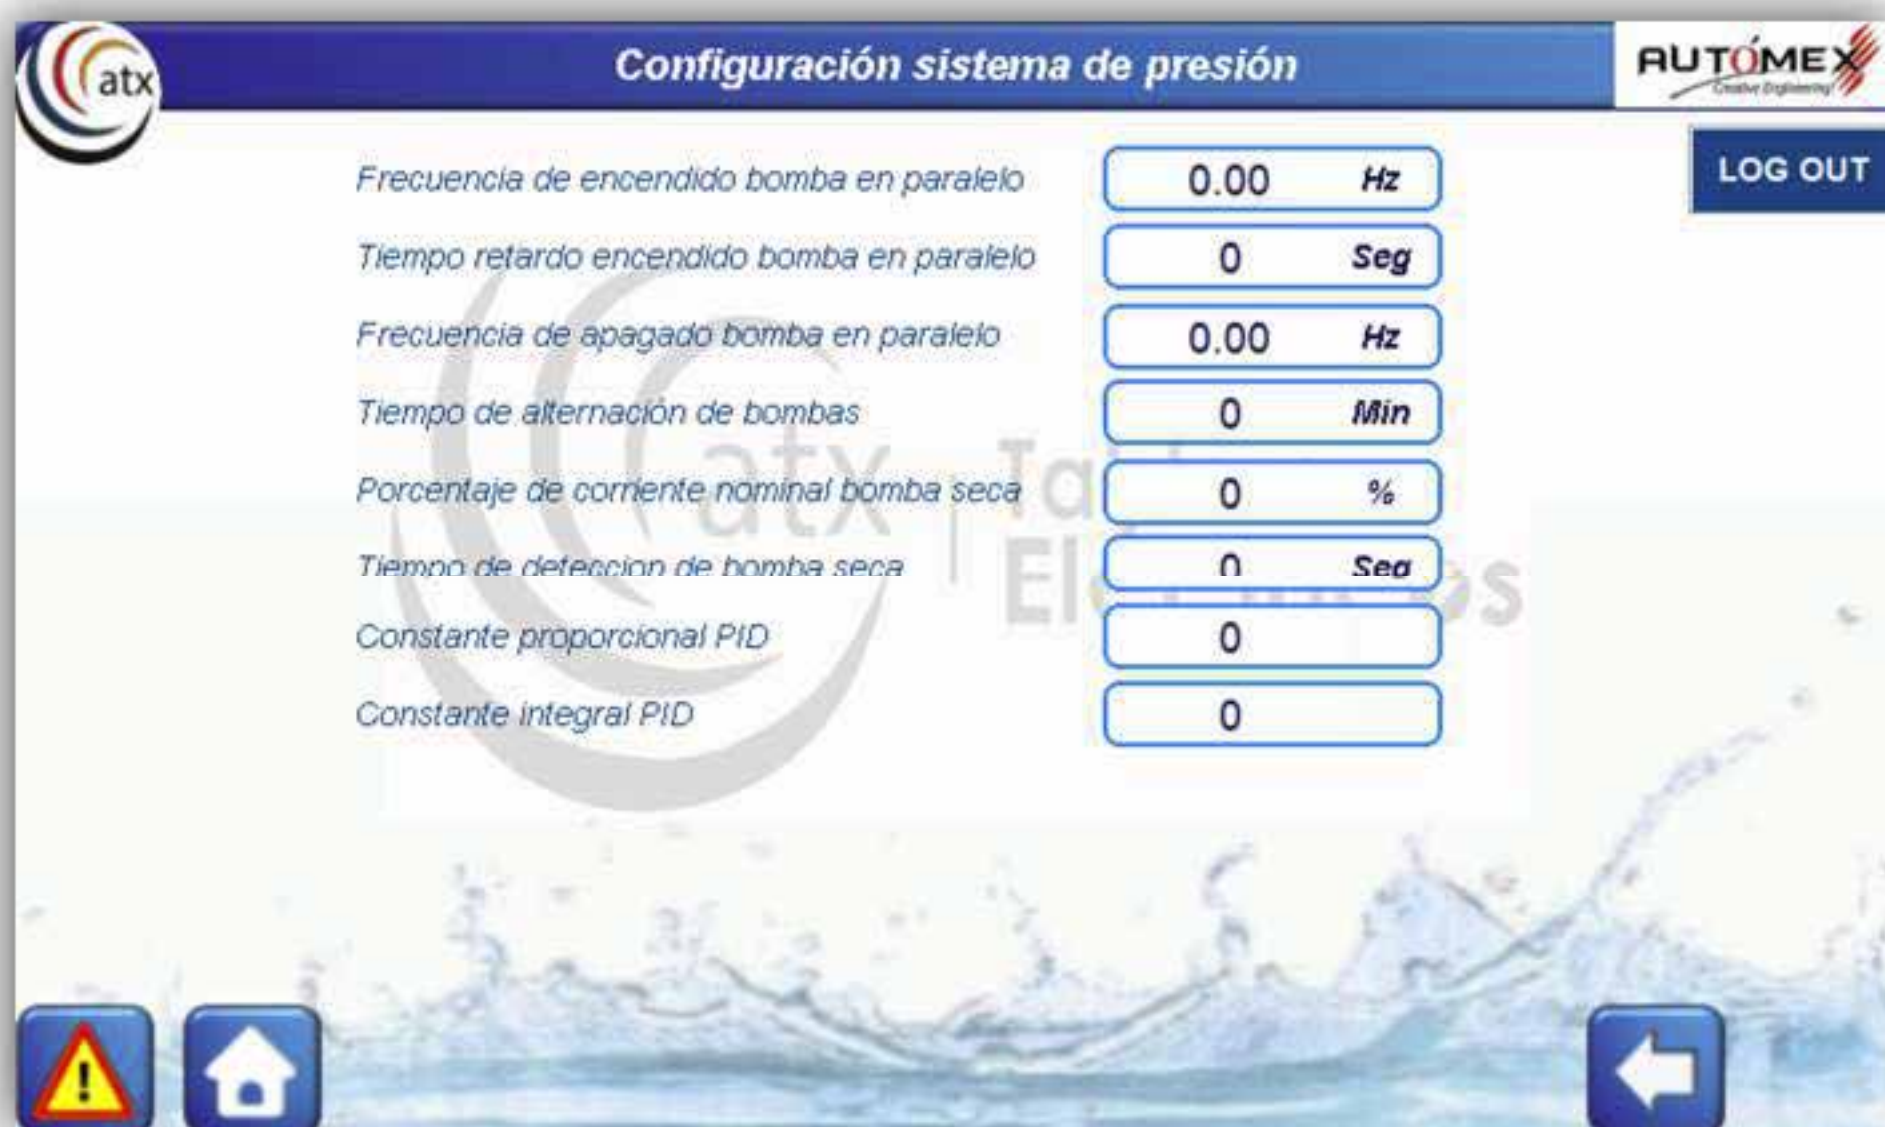 atx
Configuración sistema de presión
AUTÓMEX
LOG OUT
Frecuencia de encendido bomba en paralelo 0.00 Hz
Tiempo retardo encendido bomba en paralelo 0 Seg
Frecuencia de apagado bomba en paralelo 0.00 Hz
Tiempo de alternación de bombas 0 Min
Porcentaje de corriente nominal bomba seca 0 %
Tiempo de deteccion de bomba seca 0 Seg
Constante proporcional PID 0
Constante integral PID 0
atx